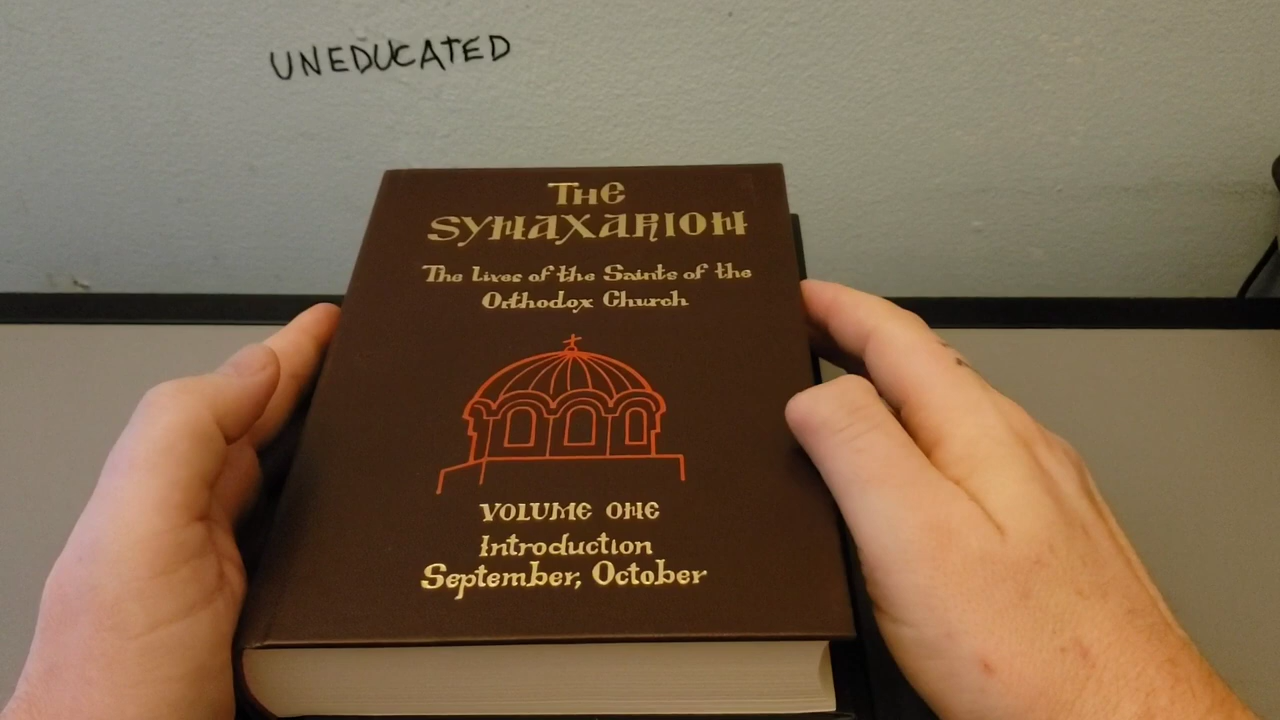 UNEDUCATED
THE
SYNAXARION
The Lives of the Saints of the
Orthodox Church
VOLUME ONE
Introduction
September, October